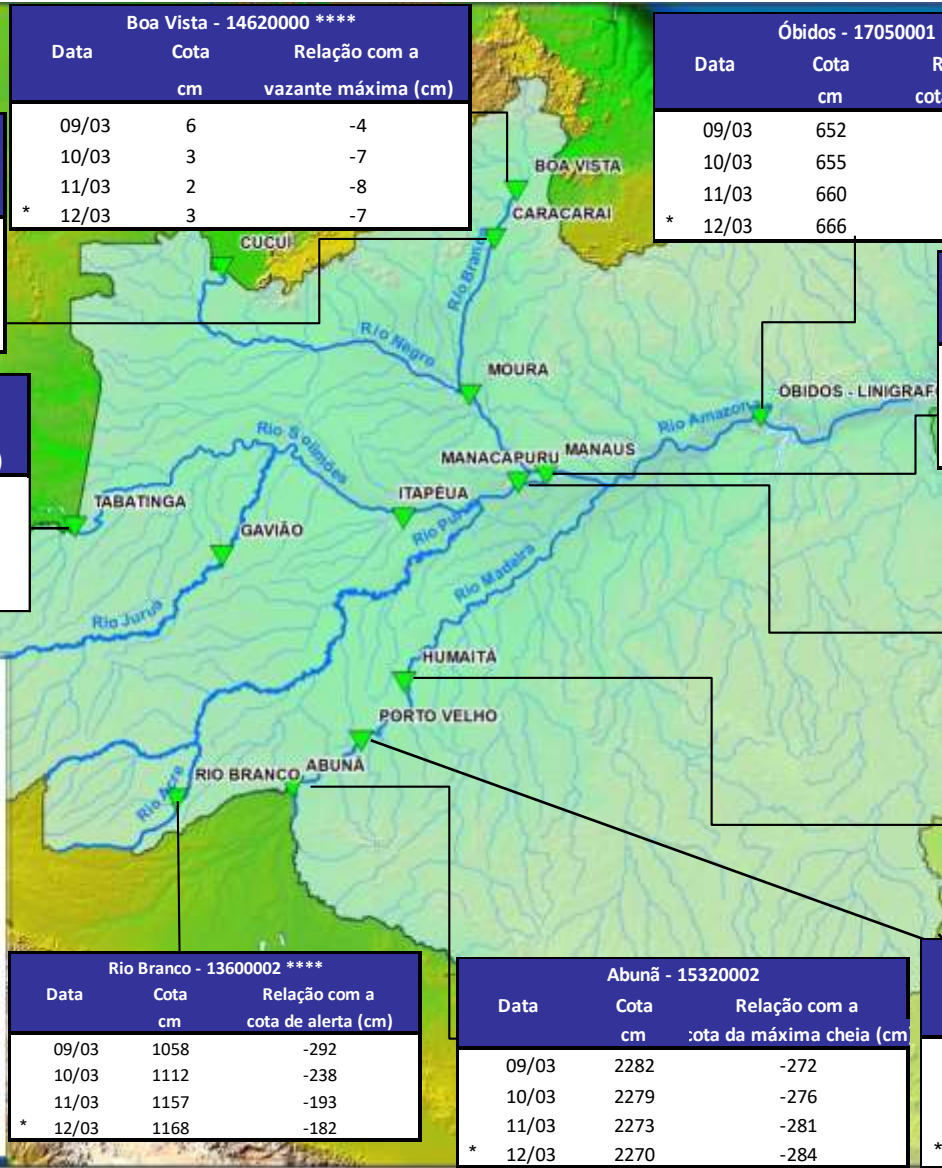 Boa Vista - 14620000 ****
Data Cota Relação com a
cm vazante máxima (cm)
09/03 6 -4
10/03 3 -7
11/03 2 -8
* 12/03 3 -7
Óbidos - 17050001
Data Cota
cm
09/03 652
10/03 655
11/03 660
* 12/03 666
BOA VISTA
CARACARAI
CUCUI
Rio Branco
Rio Negro
MOURA
ÓBIDOS - LINIGRAF
Rio Amazonas
Rio Solimões
MANACAPURU MANAUS
TABATINGA
ITAPÉUA
GAVIÃO
Rio Purus
Rio Madeira
Rio Juruá
HUMAITÁ
PORTO VELHO
ABUNÃ
RIO BRANCO
Rio Acre
Rio Branco - 13600002 ****
Data Cota Relação com a
cm cota de alerta (cm)
09/03 1058 -292
10/03 1112 -238
11/03 1157 -193
* 12/03 1168 -182
Abunã - 15320002
Data Cota Relação com a
cm cota da máxima cheia (cm
09/03 2282 -272
10/03 2279 -276
11/03 2273 -281
* 12/03 2270 -284
*